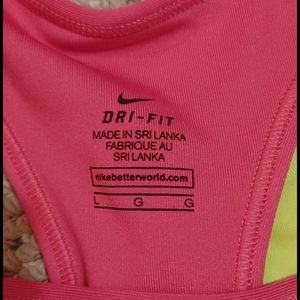 DRI-FIT
MADE IN SRI LANKA
FABRIQUE AU
SRI LANKA
nikebetterworld.com
L G G